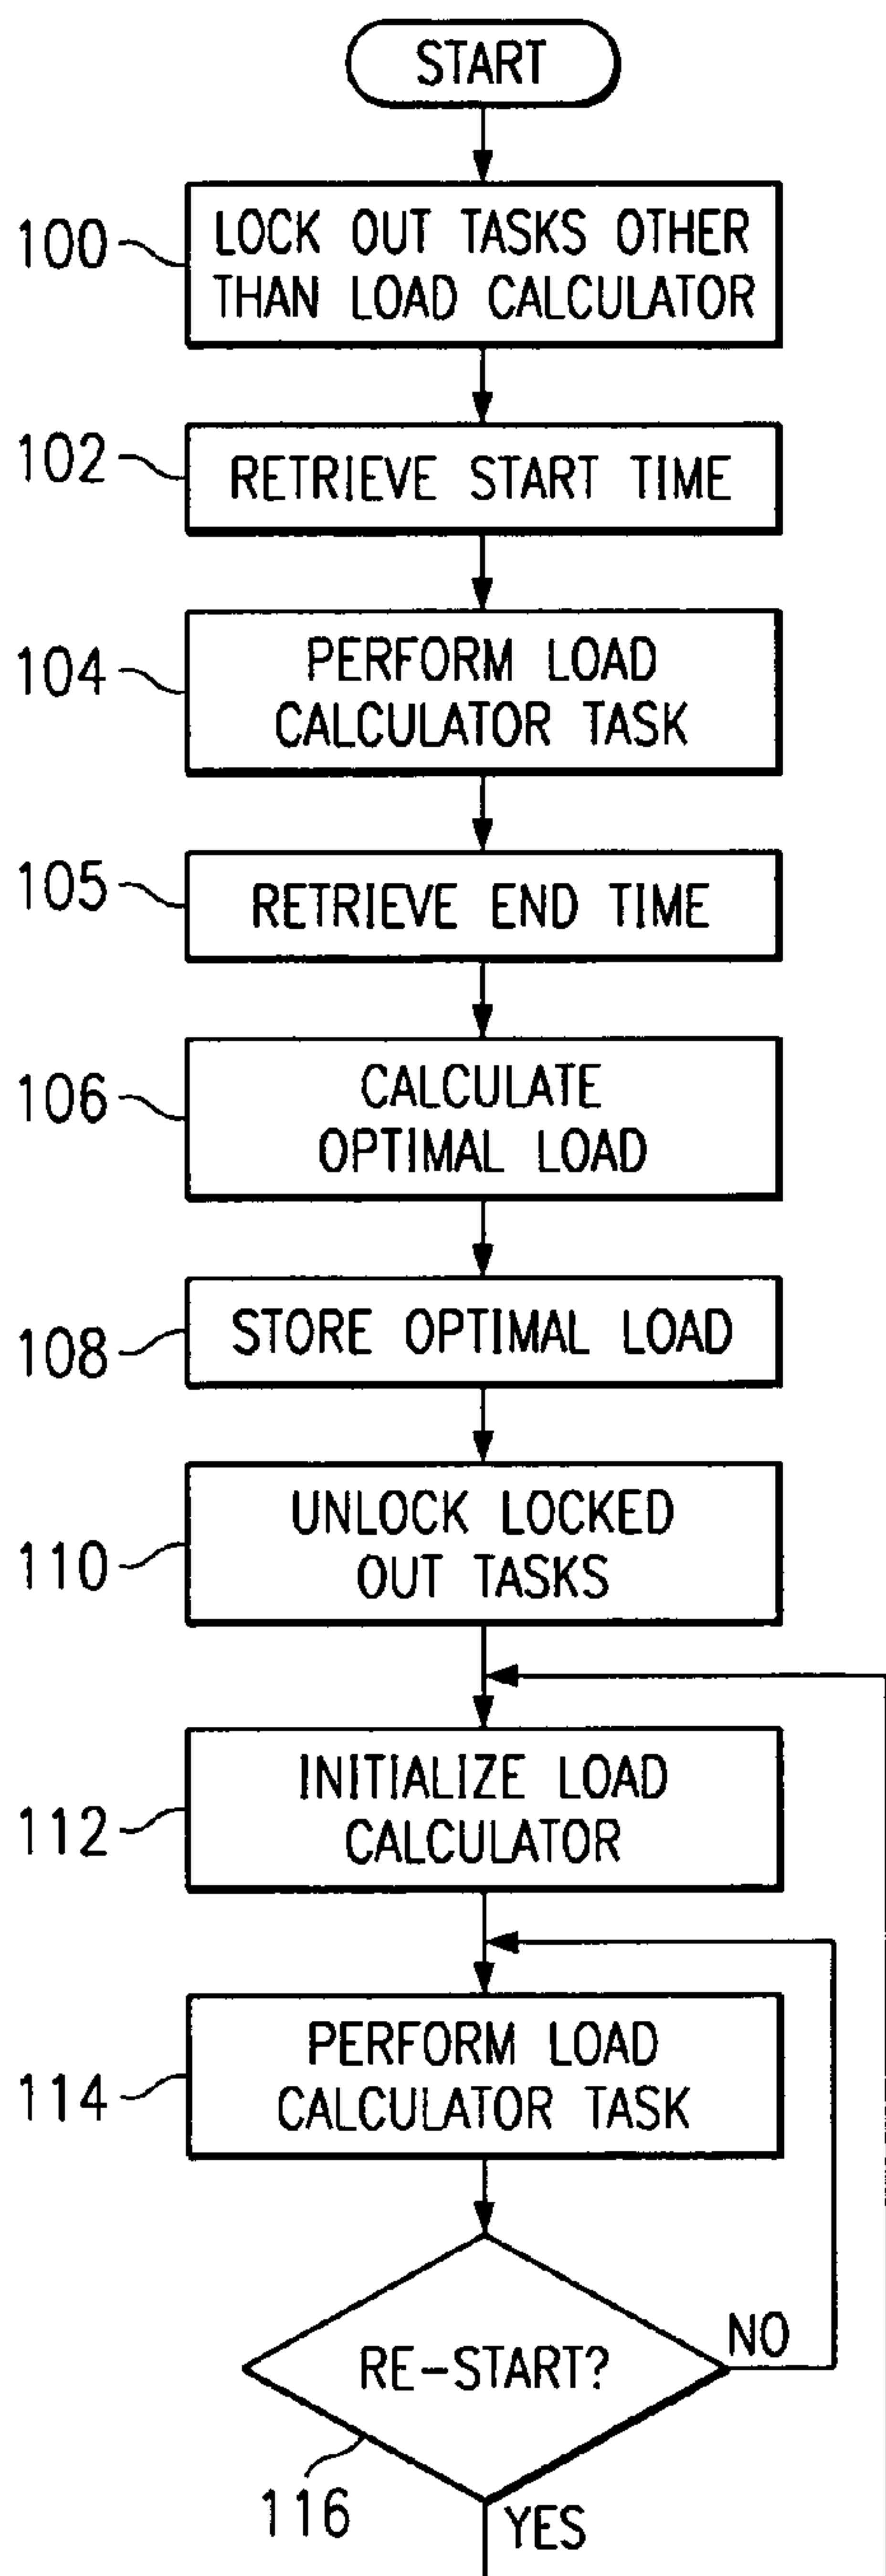 START
100
LOCK OUT TASKS OTHER
THAN LOAD CALCULATOR
102
RETRIEVE START TIME
104
PERFORM LOAD
CALCULATOR TASK
105
RETRIEVE END TIME
106
CALCULATE
OPTIMAL LOAD
108
STORE OPTIMAL LOAD
110
UNLOCK LOCKED
OUT TASKS
112
INITIALIZE LOAD
CALCULATOR
114
PERFORM LOAD
CALCULATOR TASK
NO
RE-START?
116
YES